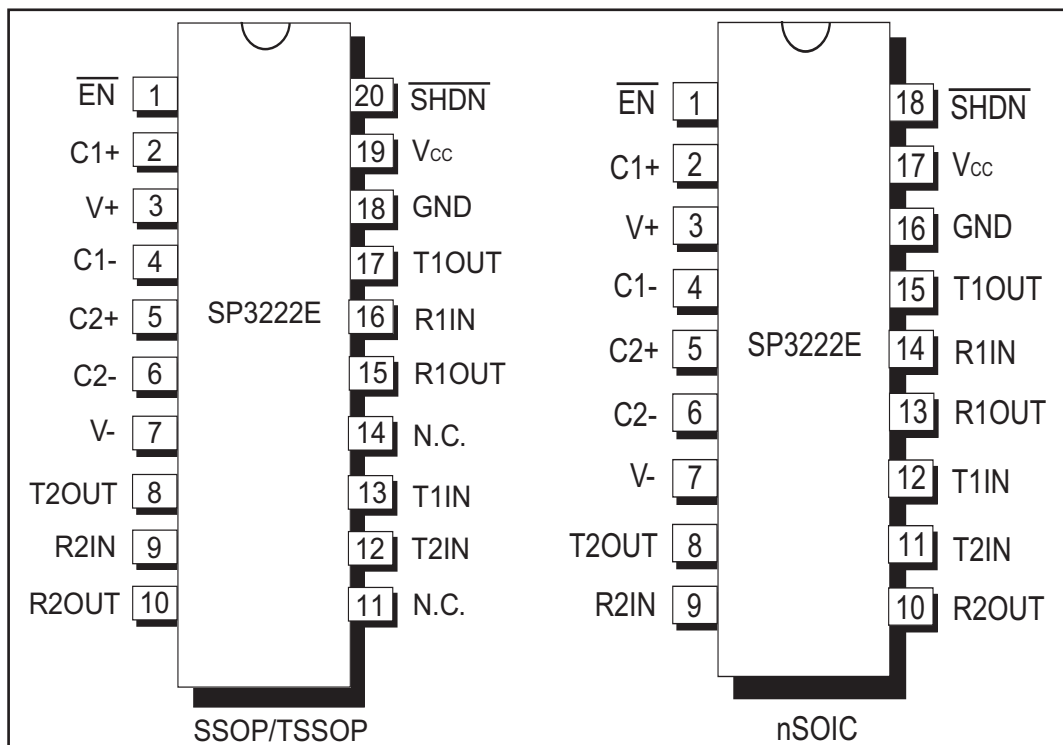 EN 1 20 SHDN
C1+ 2 19 VCC
V+ 3 18 GND
C1- 4 17 T1OUT
C2+ 5 SP3222E 16 R1IN
C2- 6 15 R1OUT
V- 7 14 N.C.
T2OUT 8 13 T1IN
R2IN 9 12 T2IN
R2OUT 10 11 N.C.
SSOP/TSSOP
EN 1 18 SHDN
C1+ 2 17 VCC
V+ 3 16 GND
C1- 4 15 T1OUT
C2+ 5 SP3222E 14 R1IN
C2- 6 13 R1OUT
V- 7 12 T1IN
T2OUT 8 11 T2IN
R2IN 9 10 R2OUT
nSOIC